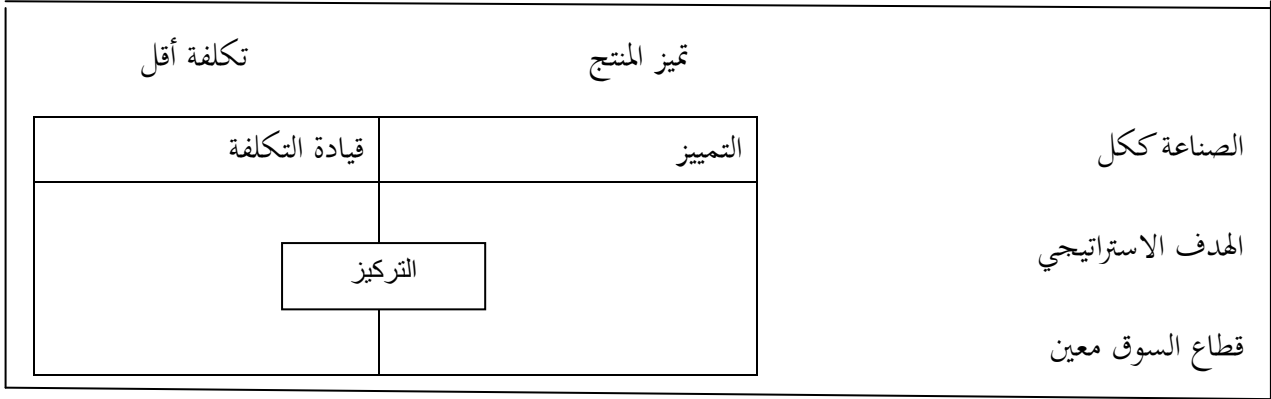 تميز المنتج تكلفة أقل
الصناعة ككل التمييز قيادة التكلفة
الهدف الاستراتيجي
التركيز
قطاع السوق معين